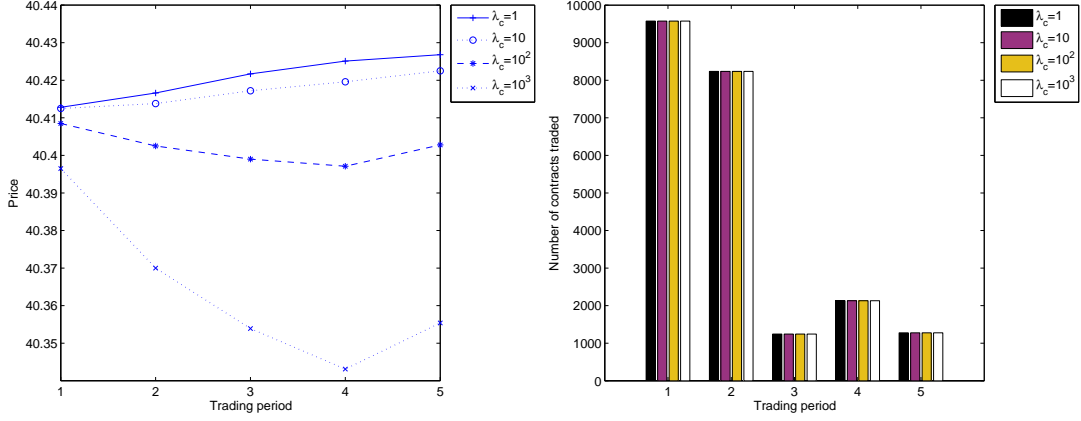 40.44
40.43
40.42
40.41
40.4
40.39
40.38
40.37
40.36
40.35
Price
1 2 3 4 5
Trading period
λc=1
λc=10
λc=10²
λc=10³
10000
9000
8000
7000
6000
5000
4000
3000
2000
1000
0
Number of contracts traded
1 2 3 4 5
Trading period
λc=1
λc=10
λc=10²
λc=10³